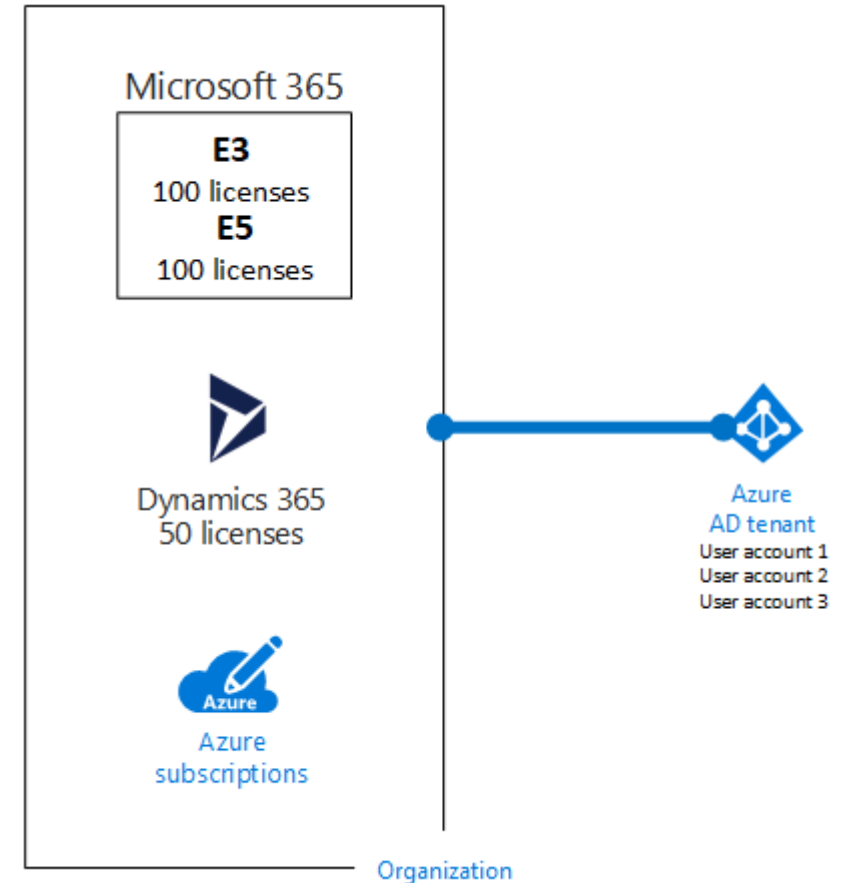 Microsoft 365
E3
100 licenses
E5
100 licenses
Dynamics 365
50 licenses
Azure
Azure
subscriptions
Azure
AD tenant
User account 1
User account 2
User account 3
Organization